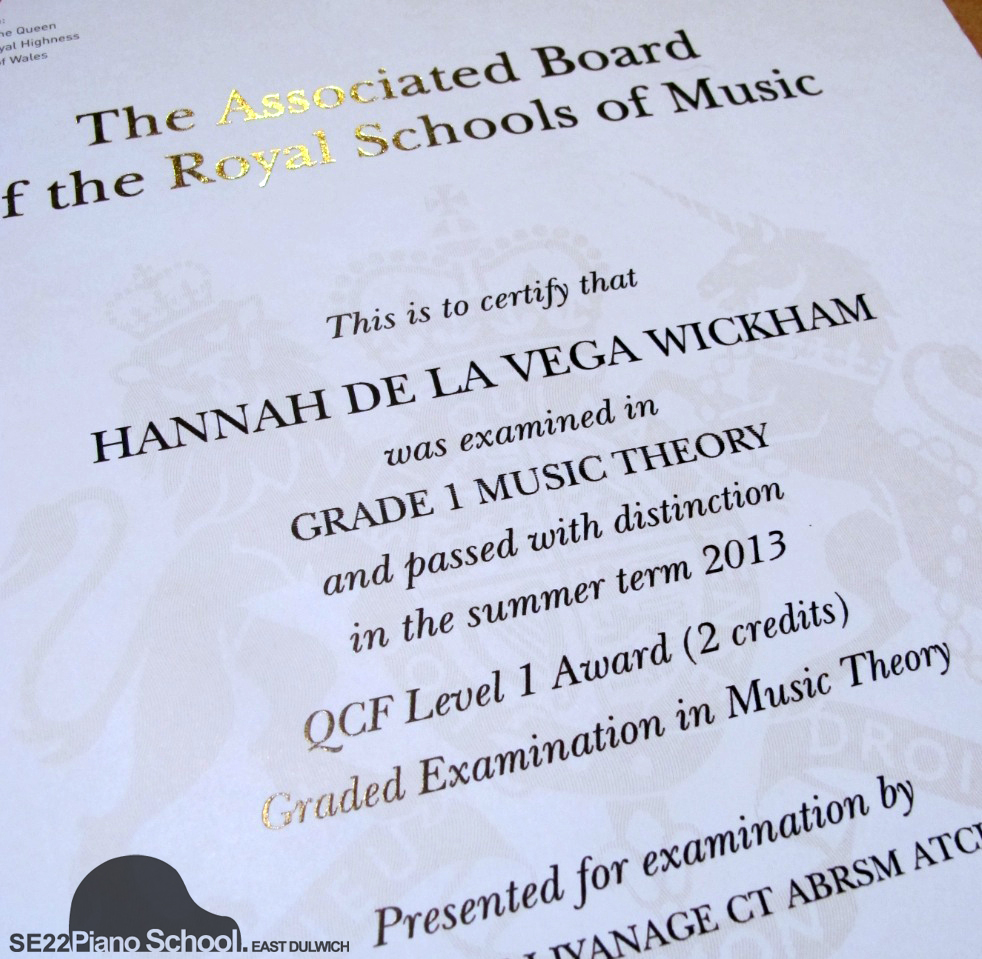 he Queen
yal Highness
f Wales
The Associated Board
f the Royal Schools of Music
This is to certify that
HANNAH DE LA VEGA WICKHAM
was examined in
GRADE 1 MUSIC THEORY
and passed with distinction
in the summer term 2013
QCF Level 1 Award (2 credits)
Graded Examination in Music Theory
DROI
Presented for examination by
IYANAGE CT ABRSM ATC
SE22Piano School. EAST DULWICH